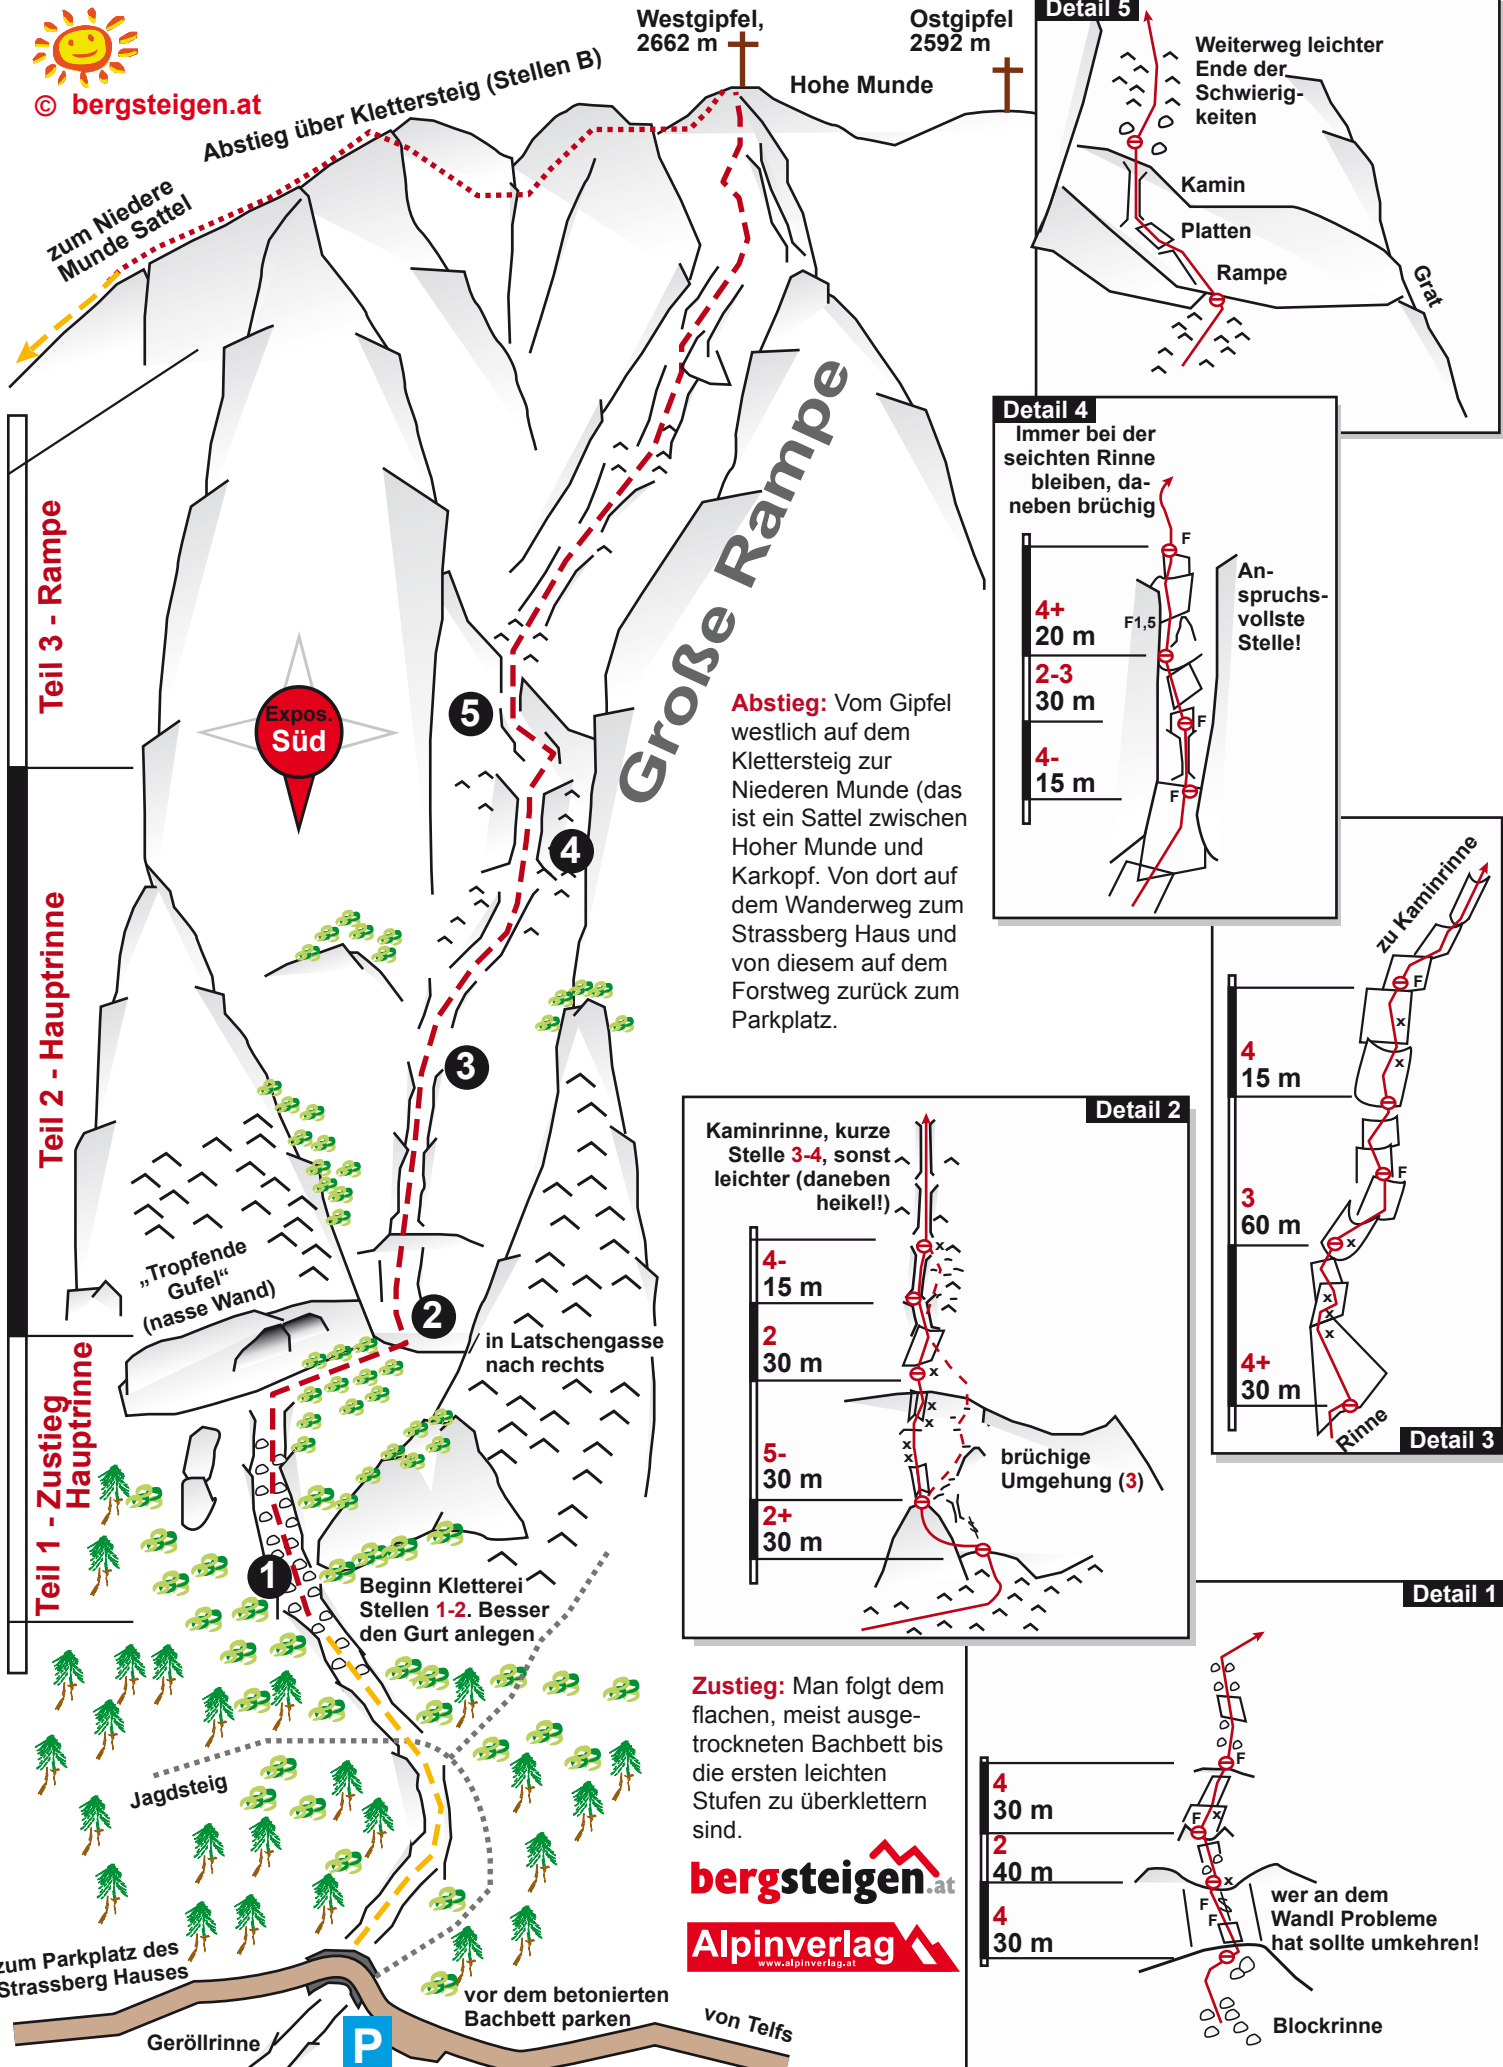 © bergsteigen.at
Westgipfel,
2662 m
Ostgipfel
2592 m
Hohe Munde
Abstieg über Klettersteig (Stellen B)
zum Niedere
Munde Sattel
Detail 5
Weiterweg leichter
Ende der
Schwierig-
keiten
Kamin
Platten
Rampe
Grat
Detail 4
Immer bei der
seichten Rinne
bleiben, da-
neben brüchig
F
An-
spruchs-
vollste
Stelle!
4+
20 m
F1,5
2-3
30 m
F
4-
15 m
F
Teil 3 - Rampe
Teil 2 - Hauptrinne
Teil 1 - Zustieg
Hauptrinne
Expos.
Süd
Große Rampe
5
4
3
2
1
Abstieg: Vom Gipfel
westlich auf dem
Klettersteig zur
Niederen Munde (das
ist ein Sattel zwischen
Hoher Munde und
Karkopf. Von dort auf
dem Wanderweg zum
Strassberg Haus und
von diesem auf dem
Forstweg zurück zum
Parkplatz.
zu Kaminrinne
F
x
4
15 m
x
F
3
60 m
x
x
x
x
4+
30 m
Rinne
Detail 3
Detail 2
Kaminrinne, kurze
Stelle 3-4, sonst
leichter (daneben
heikel!)
x
4-
15 m
2
30 m
x
x
x
x
x
5-
30 m
brüchige
Umgehung (3)
2+
30 m
„Tropfende
Gufel“
(nasse Wand)
in Latschengasse
nach rechts
Beginn Kletterei
Stellen 1-2. Besser
den Gurt anlegen
Jagdsteig
Zustieg: Man folgt dem
flachen, meist ausge-
trockneten Bachbett bis
die ersten leichten
Stufen zu überklettern
sind.
bergsteigen.at
Alpinverlag
www.alpinverlag.at
Detail 1
F
4
30 m
F x
2
40 m
x
F
F
4
30 m
wer an dem
Wandl Probleme
hat sollte umkehren!
Blockrinne
zum Parkplatz des
Strassberg Hauses
Geröllrinne
P
vor dem betonierten
Bachbett parken
von Telfs